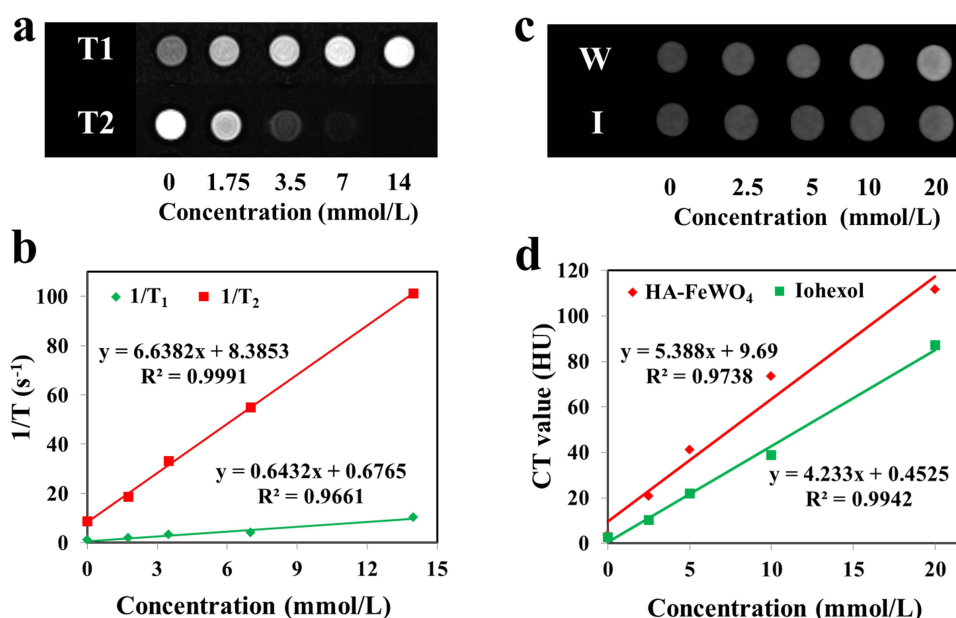 a
T1
T2
0 1.75 3.5 7 14
Concentration (mmol/L)
c
W
I
0 2.5 5 10 20
Concentration (mmol/L)
b
1/T₁ 1/T₂
y = 6.6382x + 8.3853
R² = 0.9991
y = 0.6432x + 0.6765
R² = 0.9661
1/T (s⁻¹)
100
80
60
40
20
0
0 3 6 9 12 15
Concentration (mmol/L)
d
HA-FeWO₄ Iohexol
y = 5.388x + 9.69
R² = 0.9738
y = 4.233x + 0.4525
R² = 0.9942
CT value (HU)
120
100
80
60
40
20
0
0 5 10 15 20
Concentration (mmol/L)